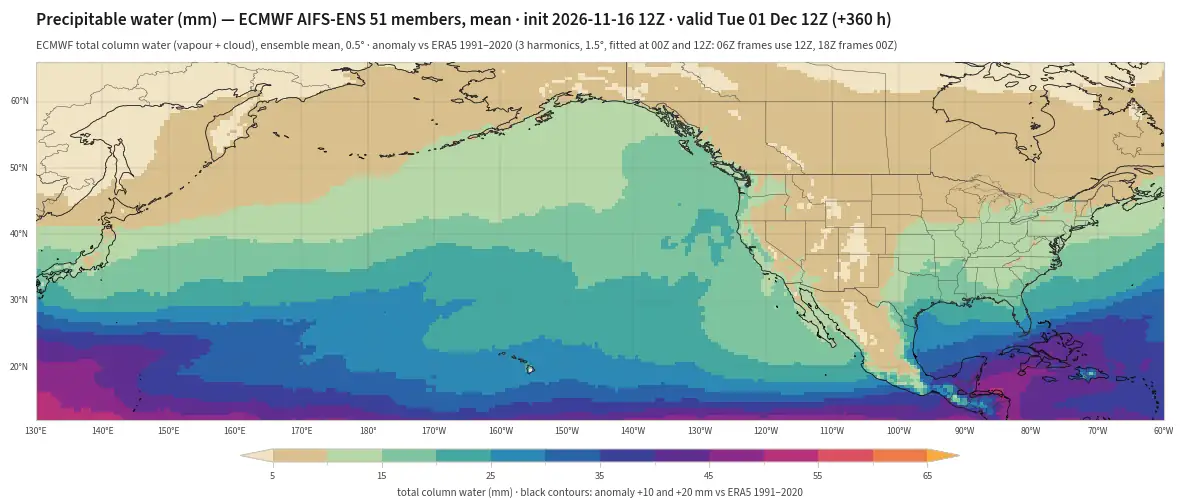 Precipitable water (mm) — ECMWF AIFS-ENS 51 members, mean · init 2026-11-16 12Z · valid Tue 01 Dec 12Z (+360 h)
ECMWF total column water (vapour + cloud), ensemble mean, 0.5° · anomaly vs ERA5 1991–2020 (3 harmonics, 1.5°, fitted at 00Z and 12Z: 06Z frames use 12Z, 18Z frames 00Z)
60°N
50°N
40°N
30°N
20°N
130°E 140°E 150°E 160°E 170°E 180° 170°W 160°W 150°W 140°W 130°W 120°W 110°W 100°W 90°W 80°W 70°W 60°W
5 15 25 35 45 55 65
total column water (mm) · black contours: anomaly +10 and +20 mm vs ERA5 1991–2020